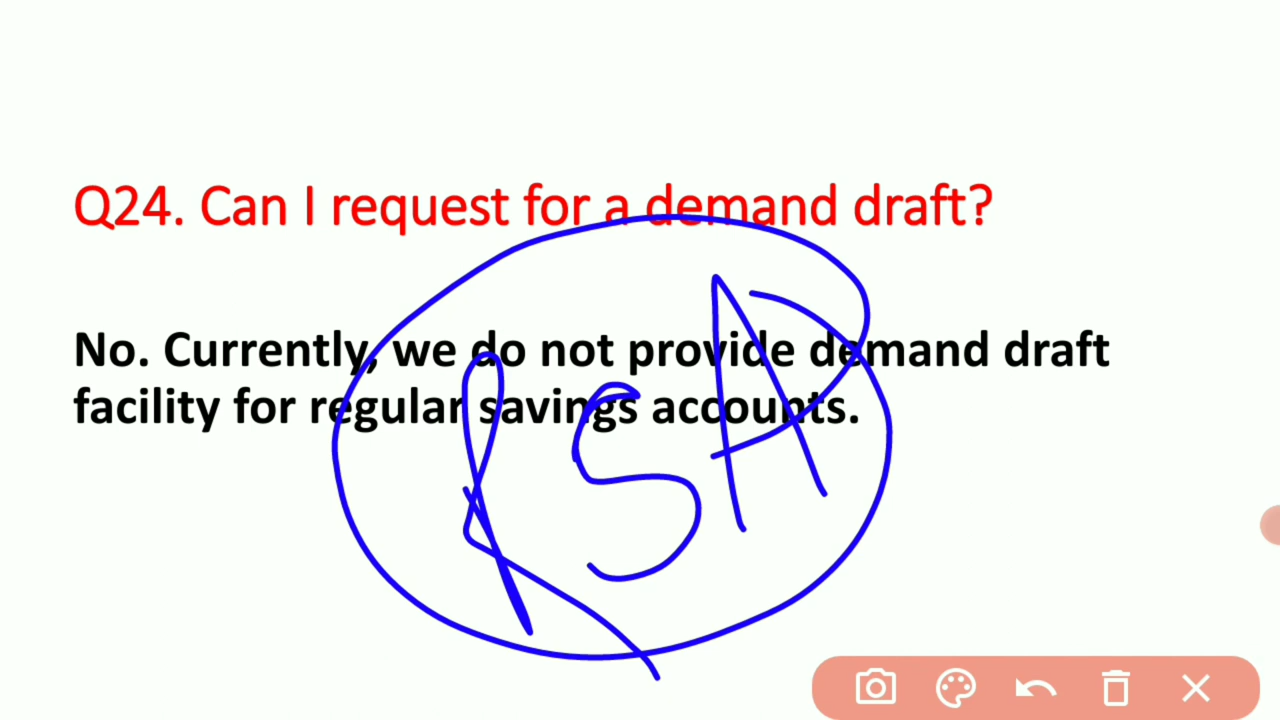 Q24. Can I request for a demand draft?
No. Currently, we do not provide demand draft
facility for regular savings accounts.
RSA